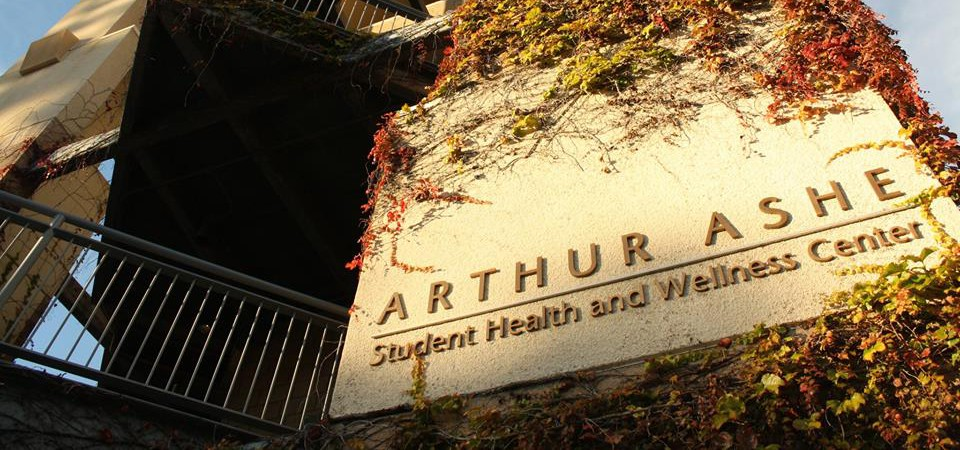 ARTHUR ASHE
Student Health and Wellness Center